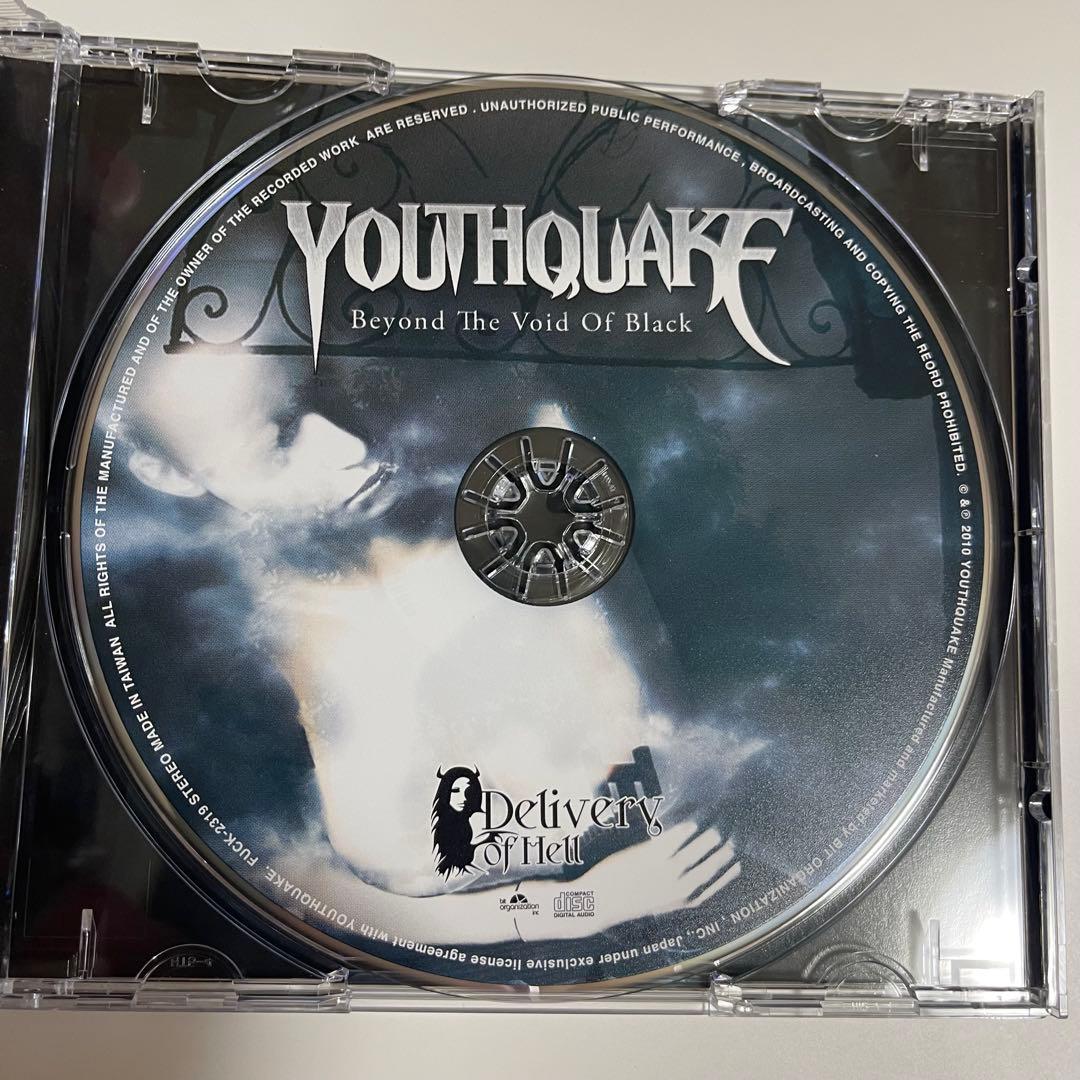 YOUTHQUAKE
Beyond The Void Of Black
Delivery
of Hell
bit
organization
inc
COMPACT
disc
DIGITAL AUDIO
FUCK-2319 STEREO MADE IN TAIWAN ALL RIGHTS OF THE MANUFACTURED AND OF THE OWNER OF THE RECORDED WORK ARE RESERVED . UNAUTHORIZED PUBLIC PERFORMANCE , BROARDCASTING AND COPYING THE REORD PROHIBITED. © & ℗ 2010 YOUTHQUAKE Manufactured and marketed by BIT ORGANIZATION , INC., Japan under exclusive license agreement with YOUTHQUAKE.